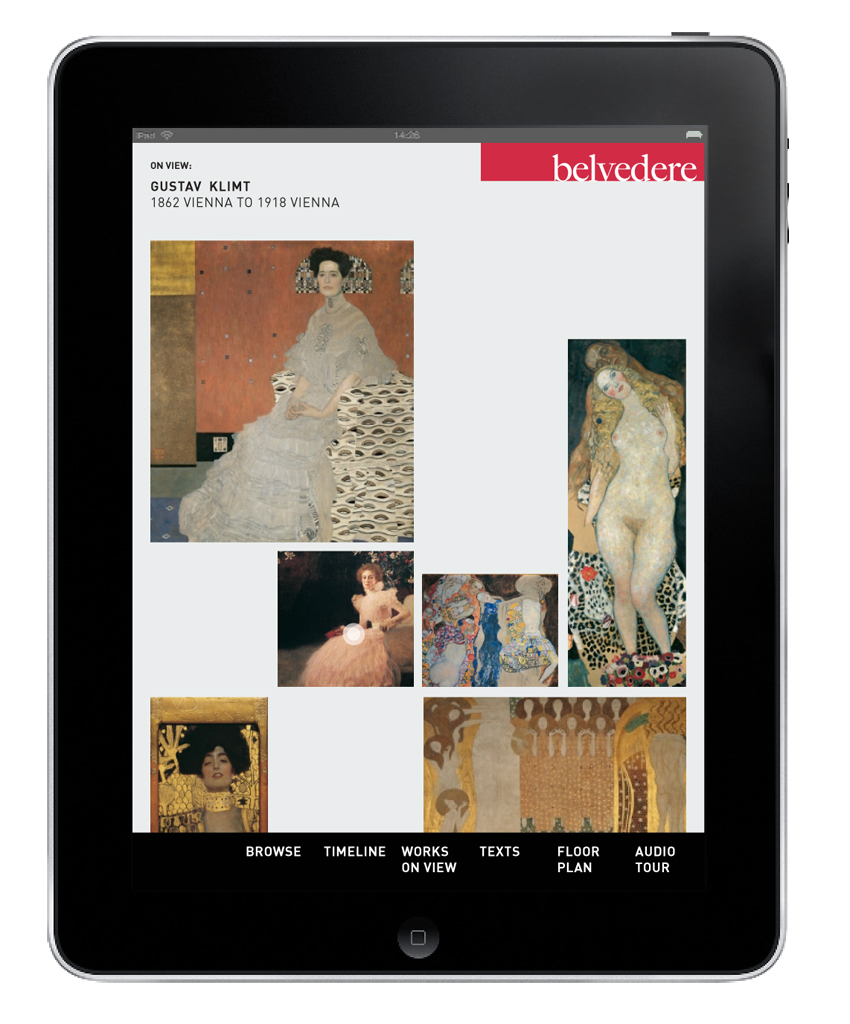 iPad
14:26
ON VIEW:
belvedere
GUSTAV KLIMT
1862 VIENNA TO 1918 VIENNA
BROWSE
TIMELINE
WORKS
ON VIEW
TEXTS
FLOOR
PLAN
AUDIO
TOUR